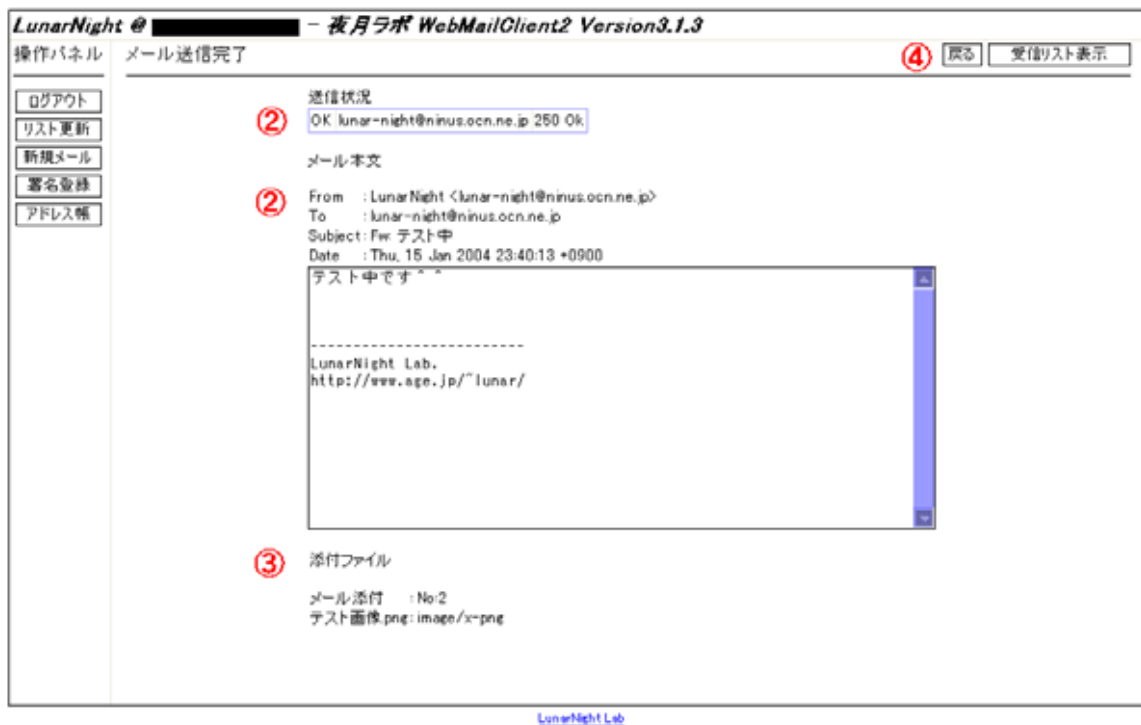 LunarNight @ - 夜月ラボ WebMailClient2 Version3.1.3
操作パネル メール送信完了 ④ 戻る 受信リスト表示
ログアウト
リスト更新
新規メール
署名登録
アドレス帳
送信状況
② OK lunar-night@ninus.ocn.ne.jp 250 Ok
メール本文
② From : LunarNight <lunar-night@ninus.ocn.ne.jp>
To : lunar-night@ninus.ocn.ne.jp
Subject: Fw: テスト中
Date : Thu, 15 Jan 2004 23:40:13 +0900
テスト中です^ ^
-------------------------
LunarNight Lab.
http://www.age.jp/~lunar/
③ 添付ファイル
メール添付 : No:2
テスト画像.png: image/x-png
LunarNight Lab